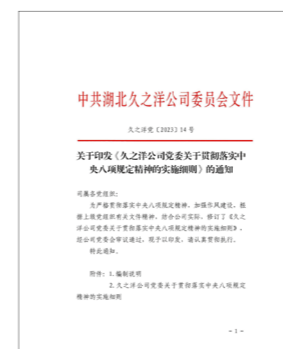 中共湖北久之洋公司委员会文件
久之洋党〔2023〕14号
关于印发《久之洋公司党委关于贯彻落实中
央八项规定精神的实施细则》的通知
司属各党组织：
为严格贯彻落实中央八项规定精神，加强作风建设，根
据上级党组织有关文件精神，结合公司实际，修订了《久之
洋公司党委关于贯彻落实中央八项规定精神的实施细则》，
经公司党委会审议通过，现予以印发，请认真贯彻执行。
特此通知。
附件：1.编制说明
2.久之洋公司党委关于贯彻落实中央八项规定
精神的实施细则
- 1 -